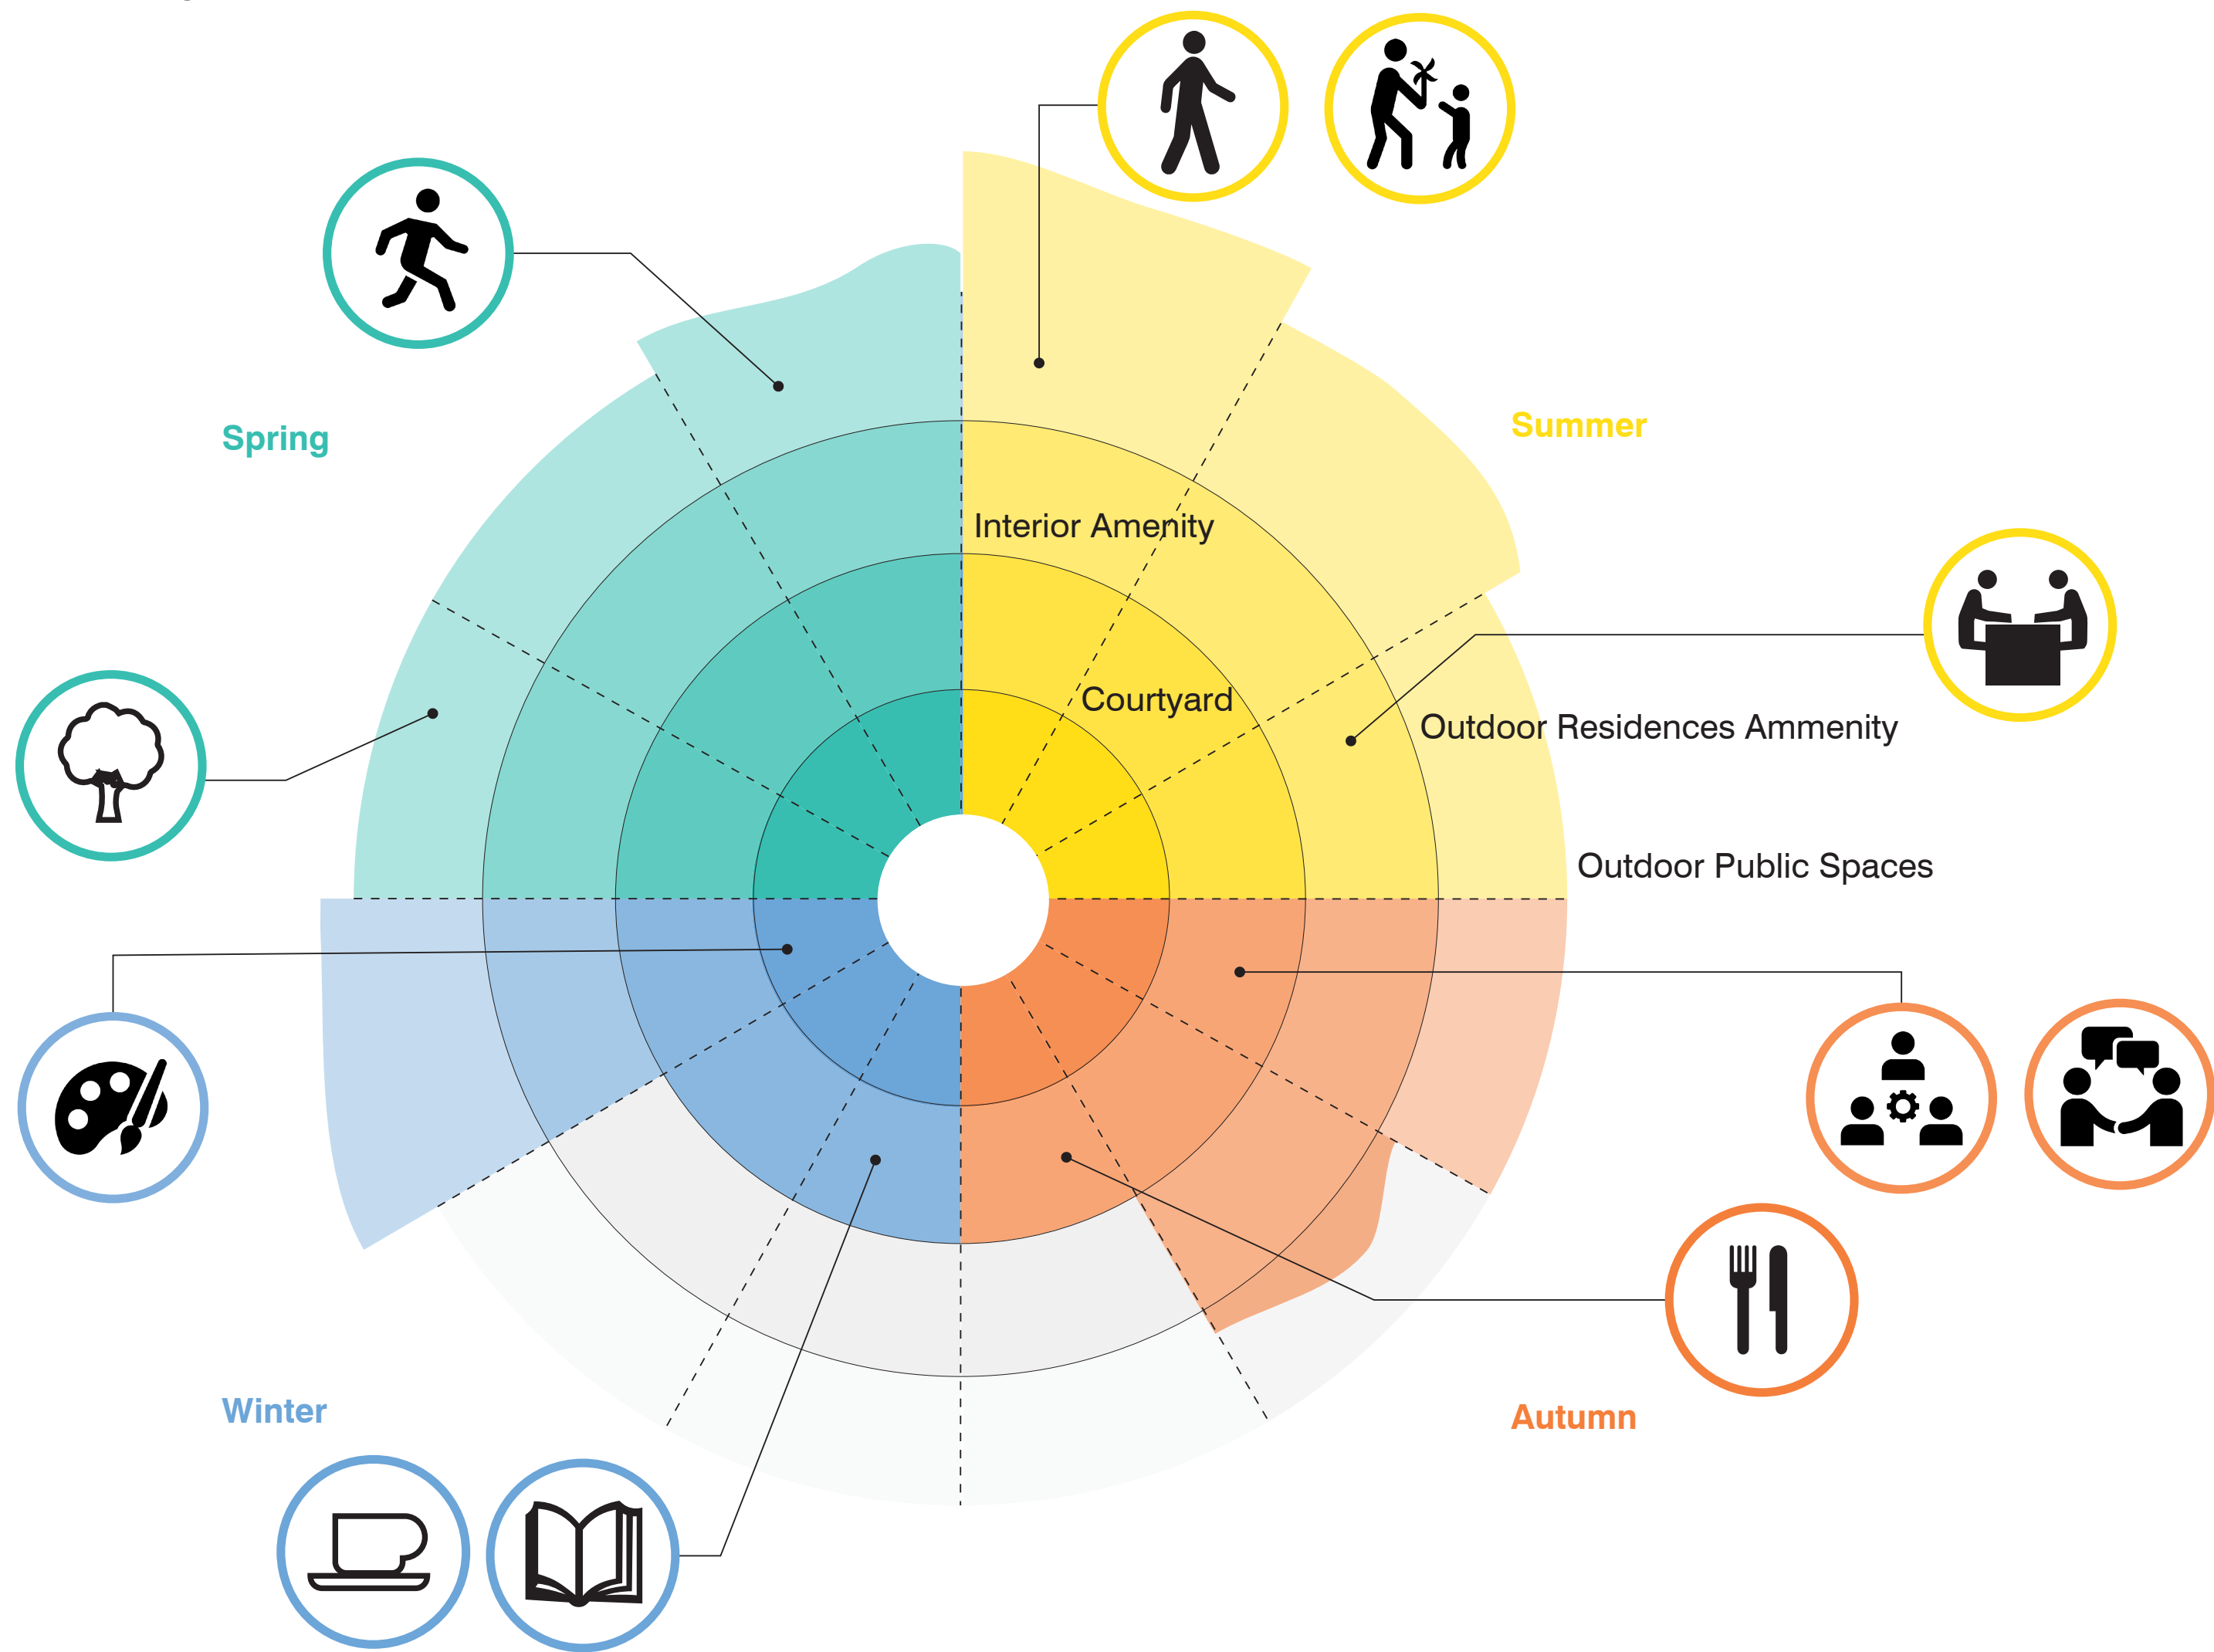 Summer
Spring
Interior Amenity
Courtyard
Outdoor Residences Ammenity
Outdoor Public Spaces
Winter
Autumn